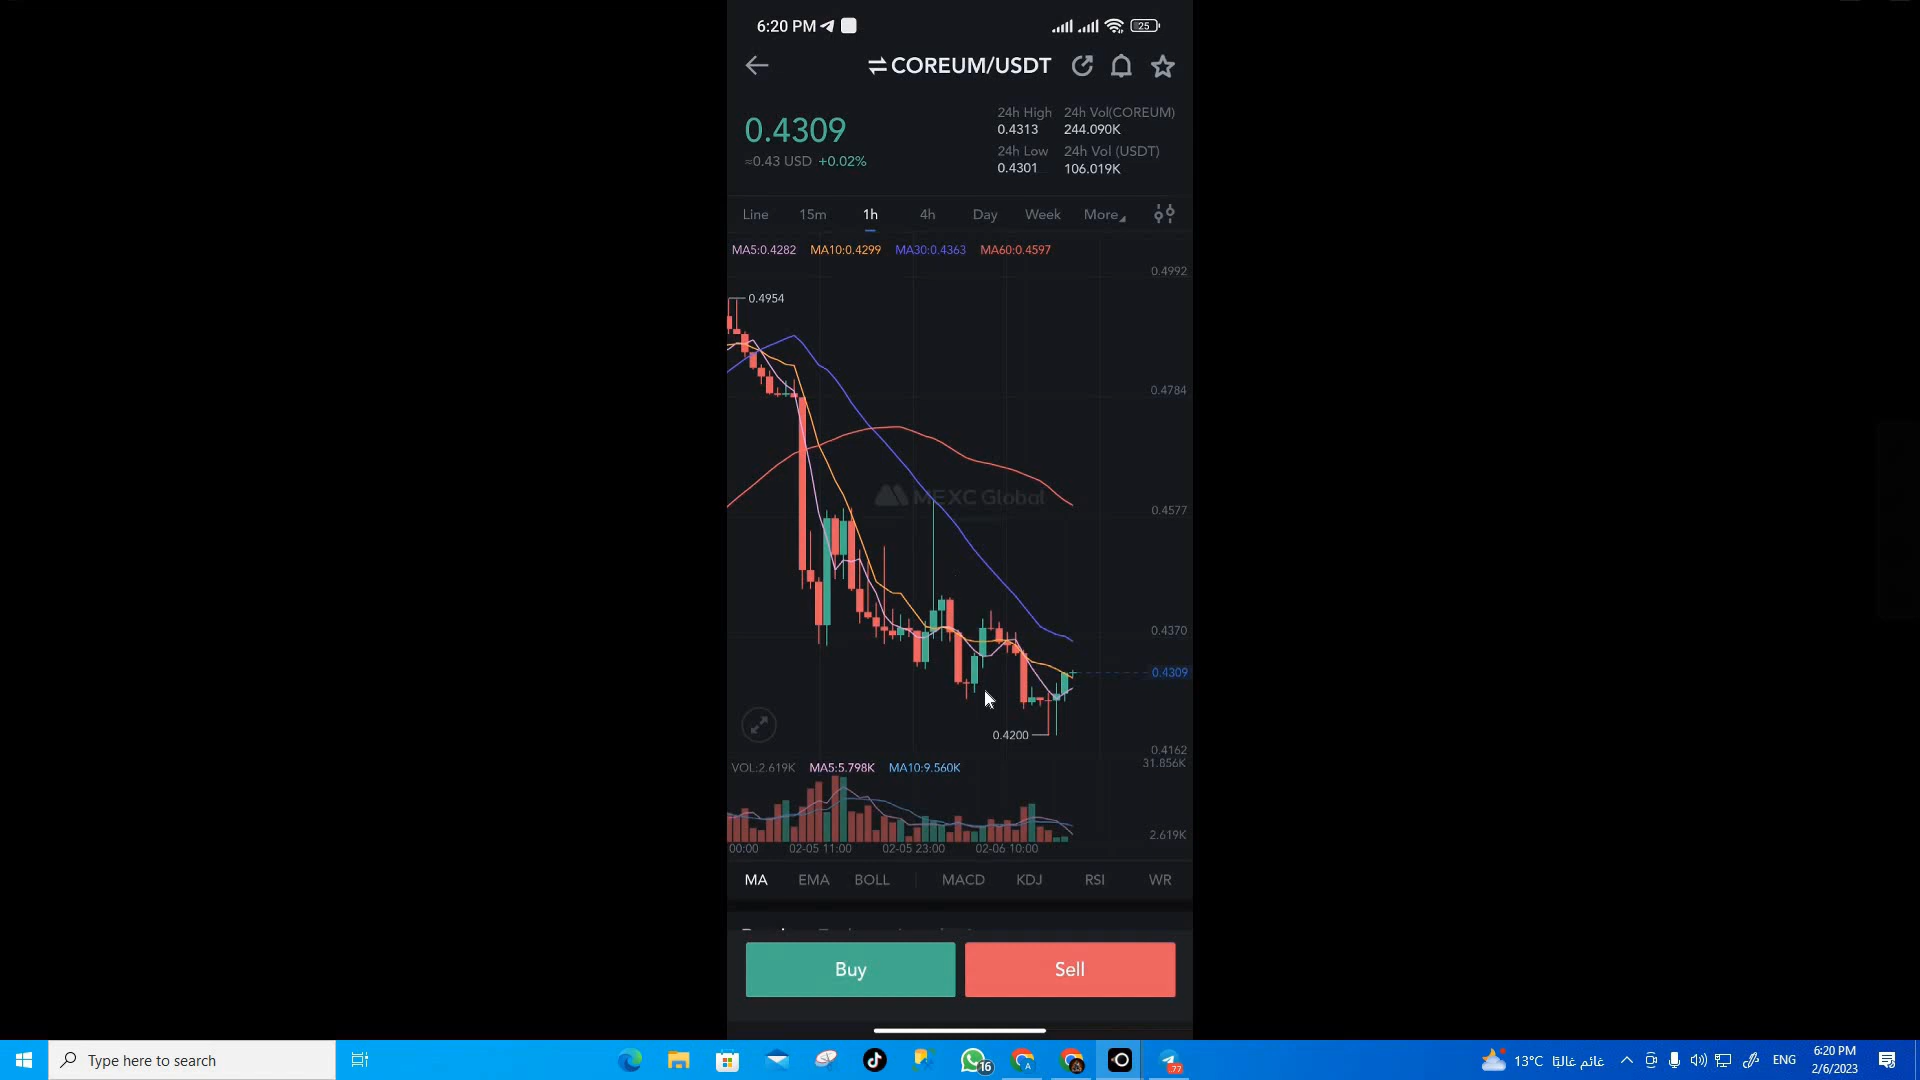 6:20 PM
25
COREUM/USDT
0.4309
≈0.43 USD +0.02%
24h High
0.4313
24h Vol(COREUM)
244.090K
24h Low
0.4301
24h Vol (USDT)
106.019K
Line 15m 1h 4h Day Week More
MA5:0.4282 MA10:0.4299 MA30:0.4363 MA60:0.4597
0.4992
0.4954
0.4784
MEXC Global
0.4577
0.4370
0.4309
0.4200
0.4162
VOL:2.619K MA5:5.798K MA10:9.560K
31.856K
2.619K
00:00 02-05 11:00 02-05 23:00 02-06 10:00
MA EMA BOLL MACD KDJ RSI WR
Buy Sell
Type here to search
16
77
13°C غائم غالبًا
ENG
6:20 PM
2/6/2023